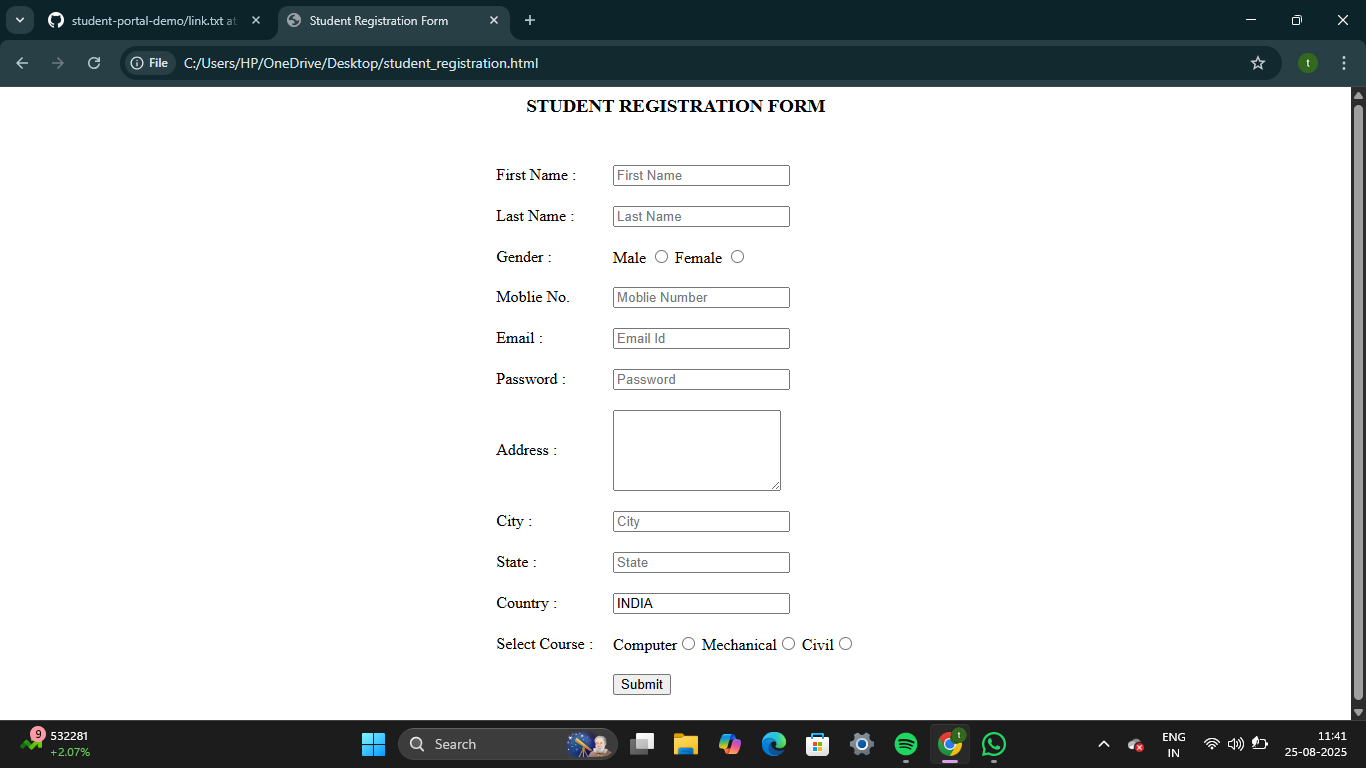 student-portal-demo/link.txt at
Student Registration Form
File C:/Users/HP/OneDrive/Desktop/student_registration.html
t
STUDENT REGISTRATION FORM
First Name : First Name
Last Name : Last Name
Gender : Male Female
Moblie No. Moblie Number
Email : Email Id
Password : Password
Address :
City : City
State : State
Country : INDIA
Select Course : Computer Mechanical Civil
Submit
9 532281
+2.07%
Search
t
ENG
IN
11:41
25-08-2025